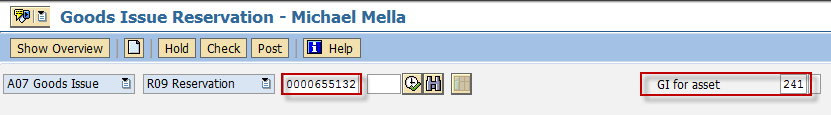 Goods Issue Reservation - Michael Mella
Show Overview Hold Check Post Help
A07 Goods Issue R09 Reservation 0000655132 GI for asset 241